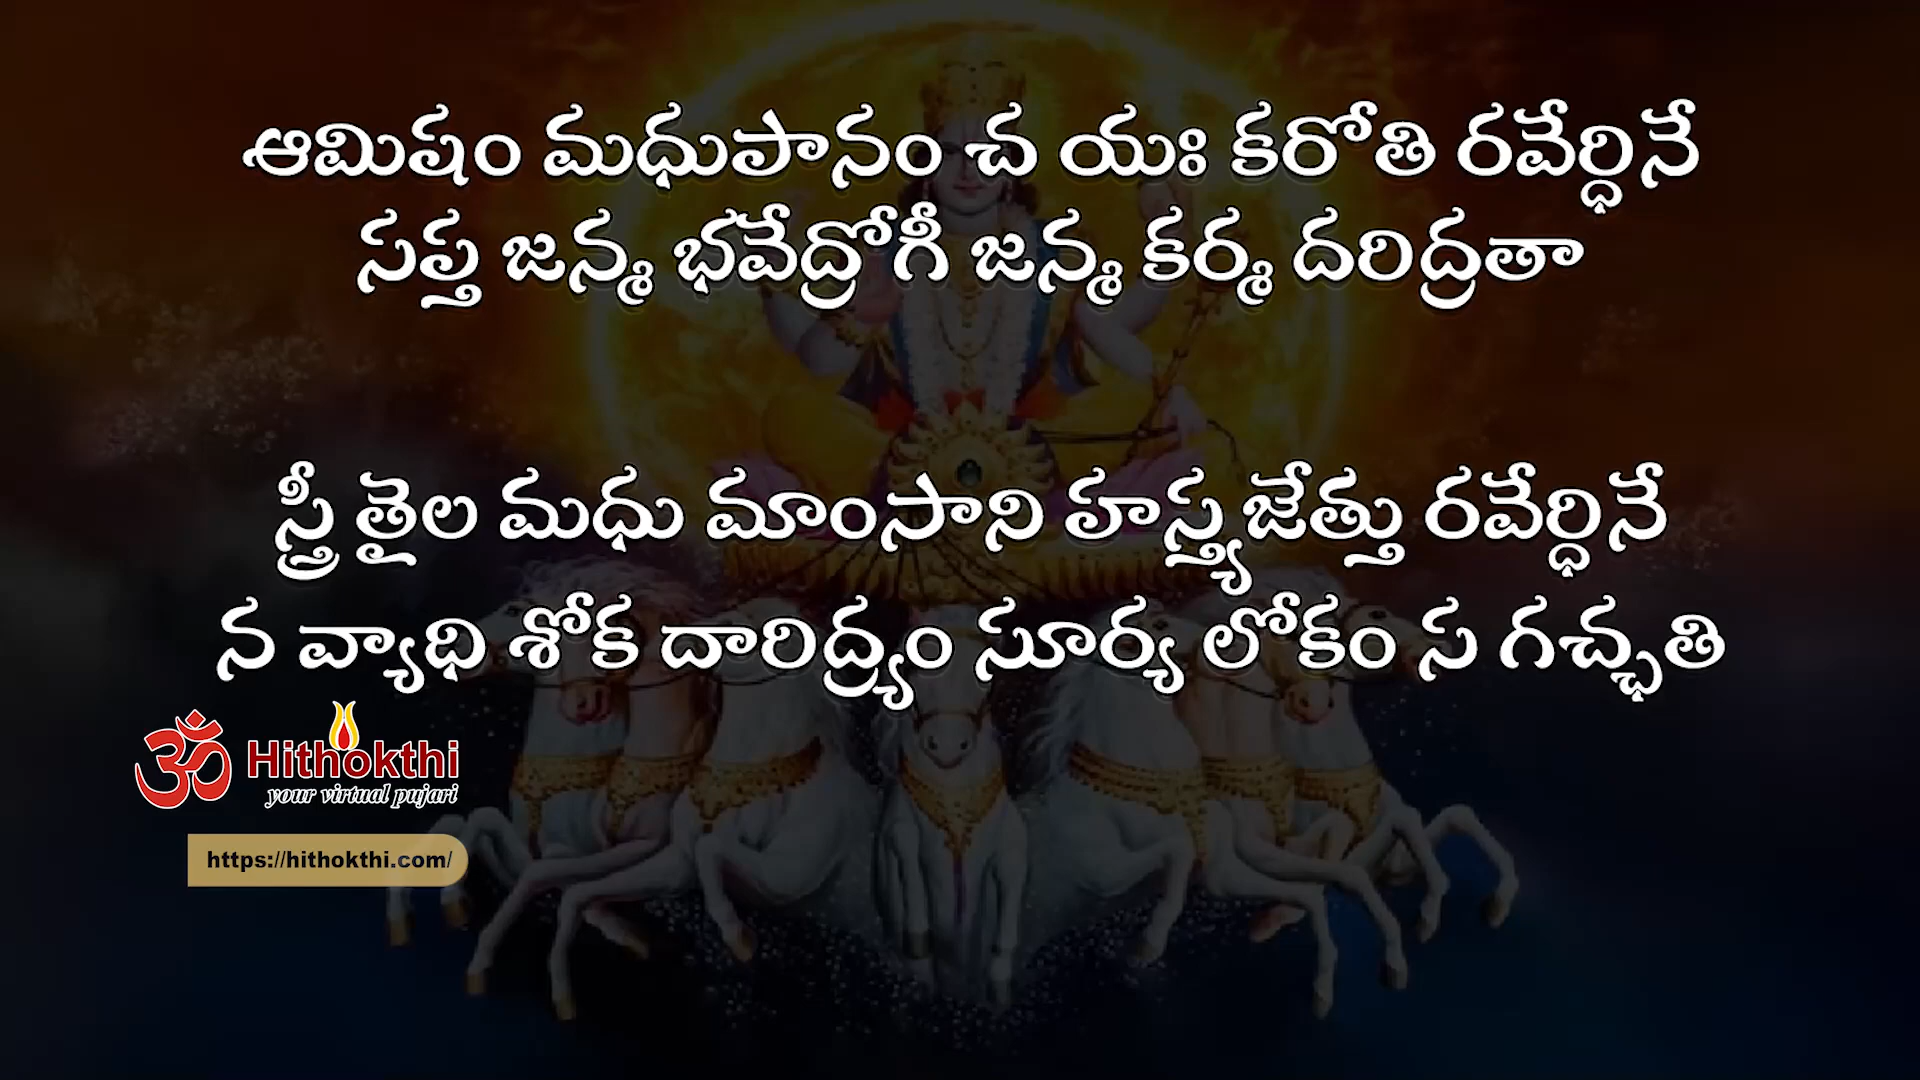 ఆమిషం మధుపానం చ యః కరోతి రవేర్ధినే
సప్త జన్మ భవేద్రోగీ జన్మ కర్మ దరిద్రతా
స్త్రీ తైల మధు మాంసాని హస్త్యజేత్తు రవేర్ధినే
న వ్యాధి శోక దారిద్ర్యం సూర్య లోకం స గచ్ఛతి
ॐ Hithokthi
your virtual pujari
https://hithokthi.com/